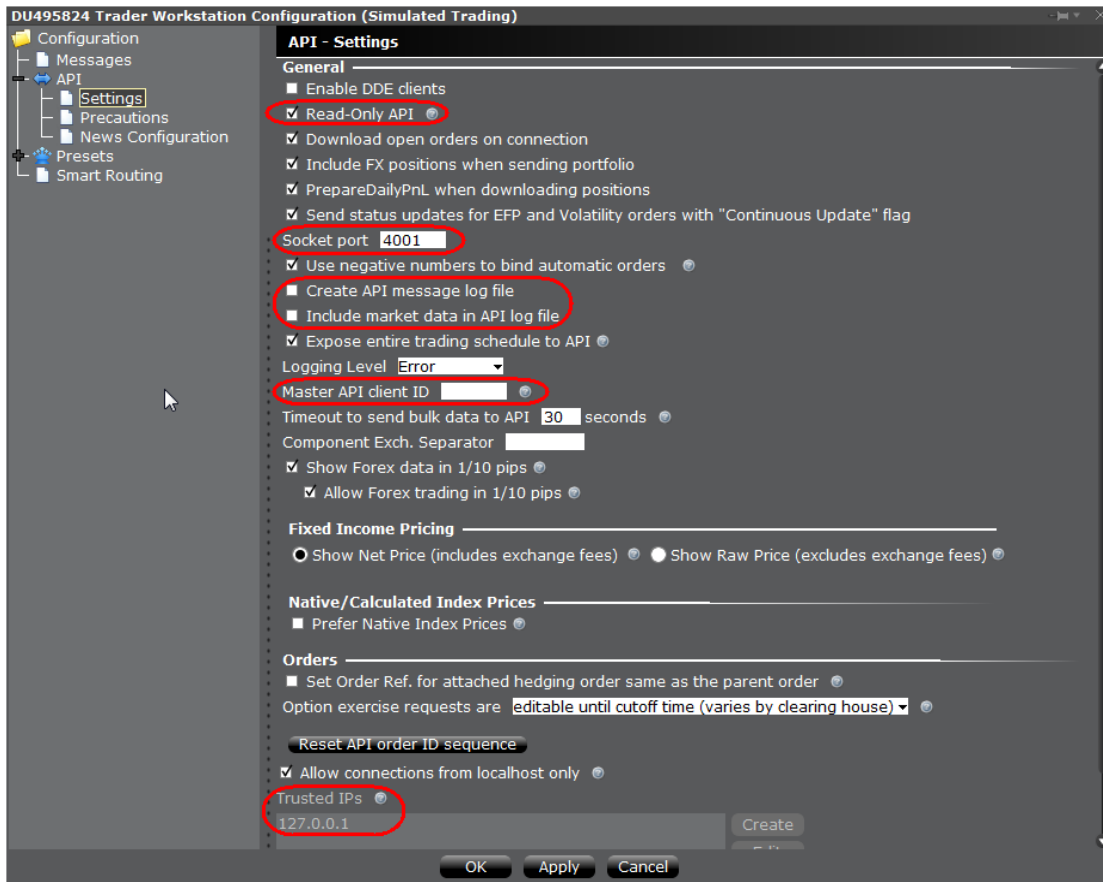 DU495824 Trader Workstation Configuration (Simulated Trading)
Configuration
Messages
API
Settings
Precautions
News Configuration
Presets
Smart Routing
API - Settings
General
Enable DDE clients
Read-Only API
Download open orders on connection
Include FX positions when sending portfolio
PrepareDailyPnL when downloading positions
Send status updates for EFP and Volatility orders with "Continuous Update" flag
Socket port 4001
Use negative numbers to bind automatic orders
Create API message log file
Include market data in API log file
Expose entire trading schedule to API
Logging Level Error
Master API client ID
Timeout to send bulk data to API 30 seconds
Component Exch. Separator
Show Forex data in 1/10 pips
Allow Forex trading in 1/10 pips
Fixed Income Pricing
Show Net Price (includes exchange fees) Show Raw Price (excludes exchange fees)
Native/Calculated Index Prices
Prefer Native Index Prices
Orders
Set Order Ref. for attached hedging order same as the parent order
Option exercise requests are editable until cutoff time (varies by clearing house)
Reset API order ID sequence
Allow connections from localhost only
Trusted IPs
127.0.0.1 Create
OK Apply Cancel